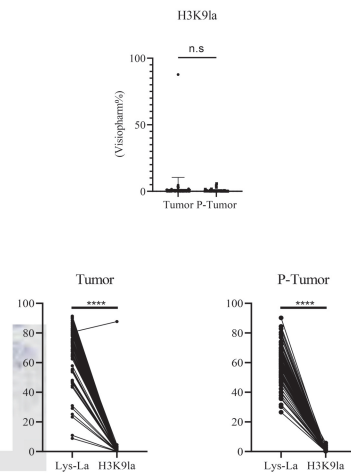 H3K9la
n.s
100
50
0
(Visiopharm%)
Tumor P-Tumor
Tumor
****
100
80
60
40
20
0
Lys-La H3K9la
P-Tumor
****
100
80
60
40
20
0
Lys-La H3K9la